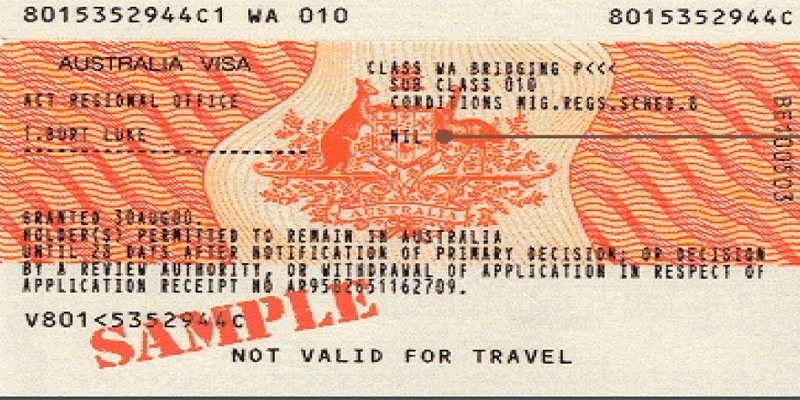 8015352944C1 WA 010
8015352944C
AUSTRALIA VISA
CLASS WA BRIDGING P<<<
SUB CLASS 010
ACT REGIONAL OFFICE
CONDITIONS MIG.REGS.SCHED.8
1.BURT LUKE
NIL
BE100503
AUSTRALIA
GRANTED 30AUG00.
HOLDER(S) PERMITTED TO REMAIN IN AUSTRALIA
UNTIL 28 DAYS AFTER NOTIFICATION OF PRIMARY DECISION, OR DECISION
BY A REVIEW AUTHORITY, OR WITHDRAWAL OF APPLICATION IN RESPECT OF
APPLICATION RECEIPT NO
V801<5352944C
SAMPLE
NOT VALID FOR TRAVEL